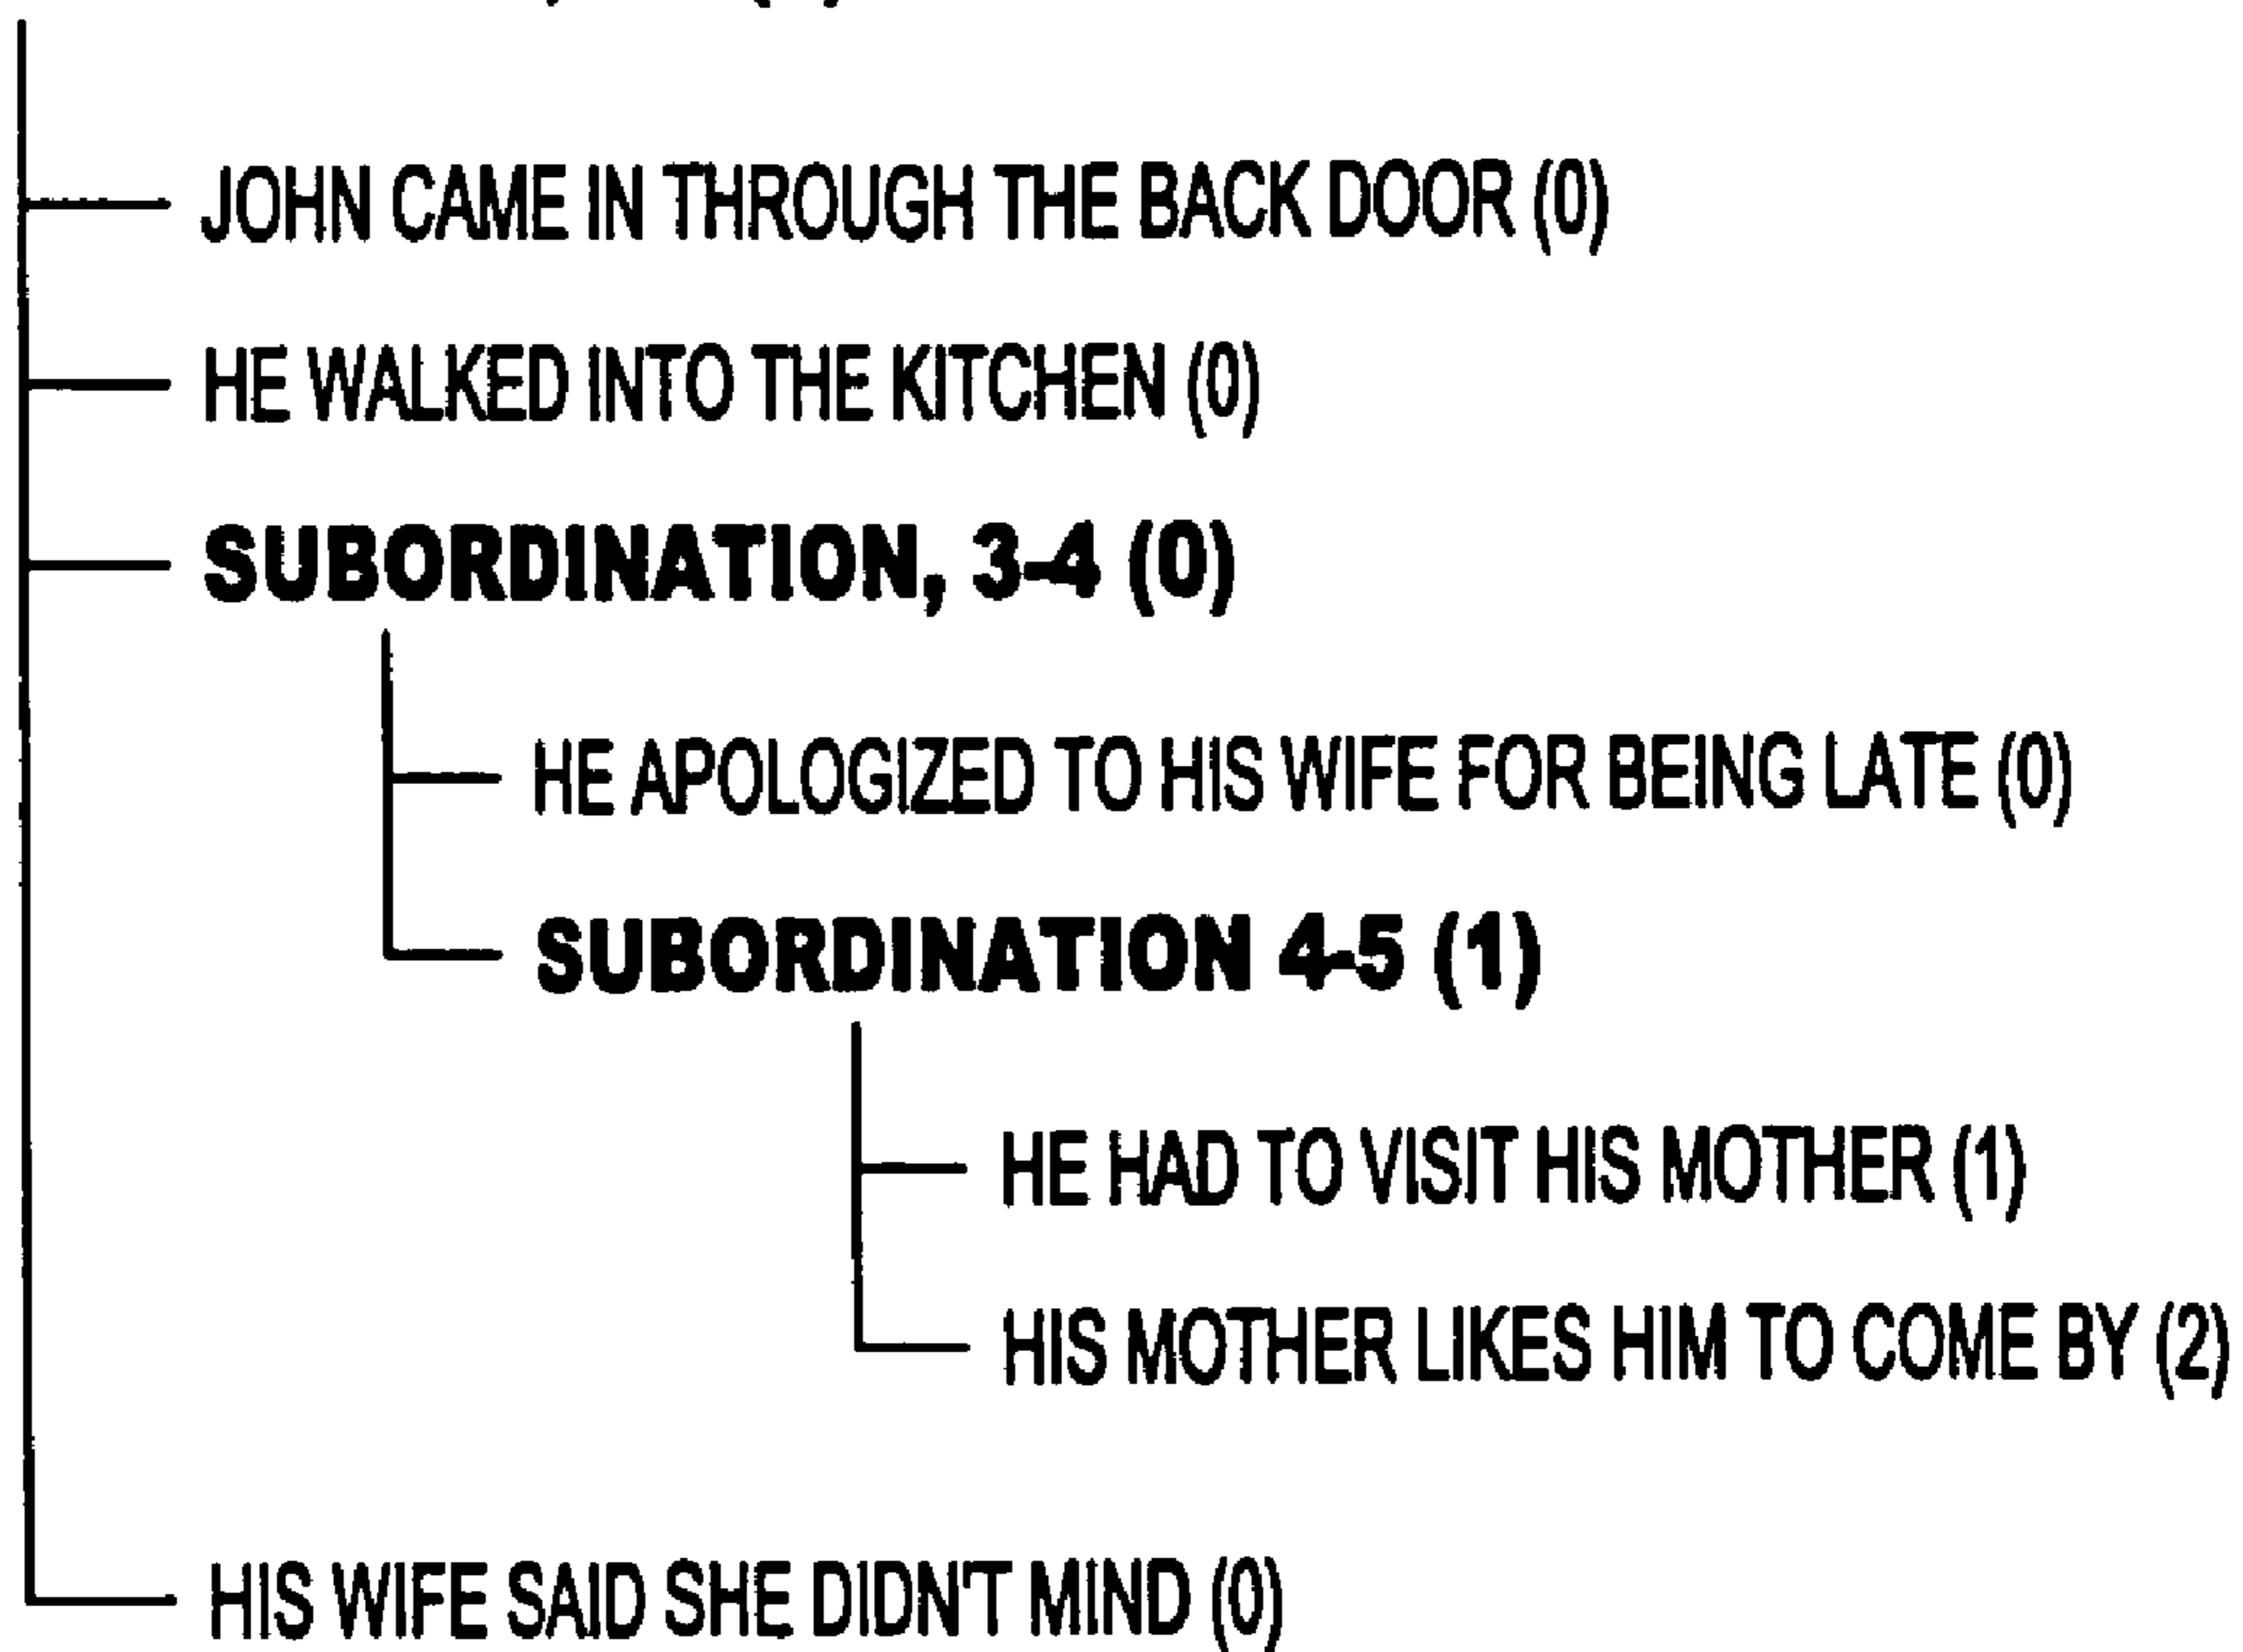 JOHN CAME IN THROUGH THE BACK DOOR (0)
HE WALKED INTO THE KITCHEN (0)
SUBORDINATION, 3-4 (0)
HE APOLOGIZED TO HIS WIFE FOR BEING LATE (0)
SUBORDINATION 4-5 (1)
HE HAD TO VISIT HIS MOTHER (1)
HIS MOTHER LIKES HIM TO COME BY (2)
HIS WIFE SAID SHE DIDN'T MIND (0)